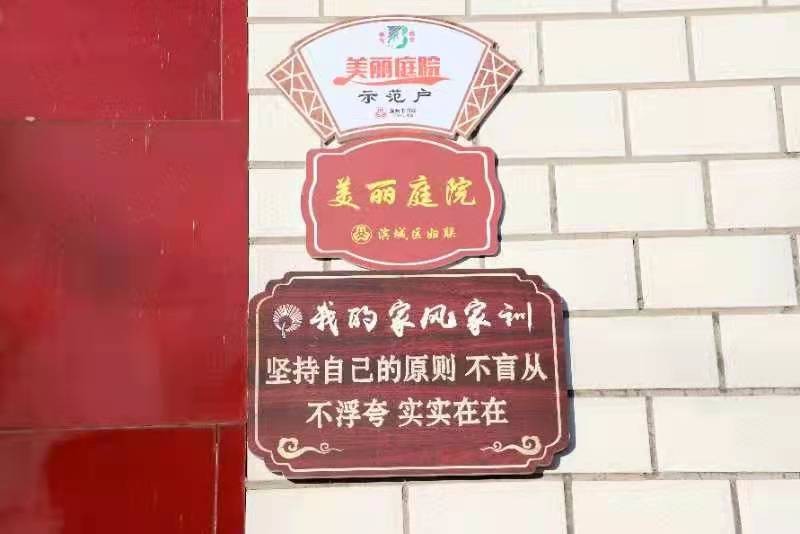 美丽庭院
示范户
美丽庭院
滨城区妇联
我的家风家训
坚持自己的原则 不盲从
不浮夸 实实在在